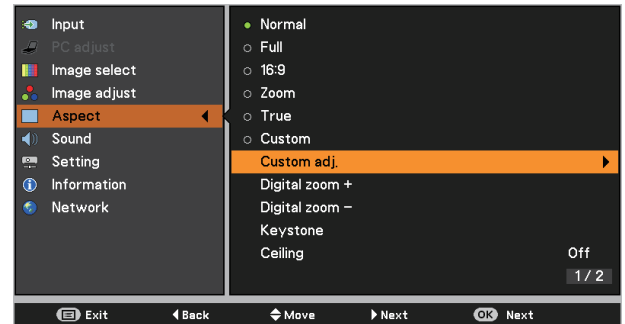 Input
PC adjust
Image select
Image adjust
Aspect
Sound
Setting
Information
Network
Normal
Full
16:9
Zoom
True
Custom
Custom adj.
Digital zoom +
Digital zoom –
Keystone
Ceiling Off
1 / 2
Exit Back Move Next OK Next